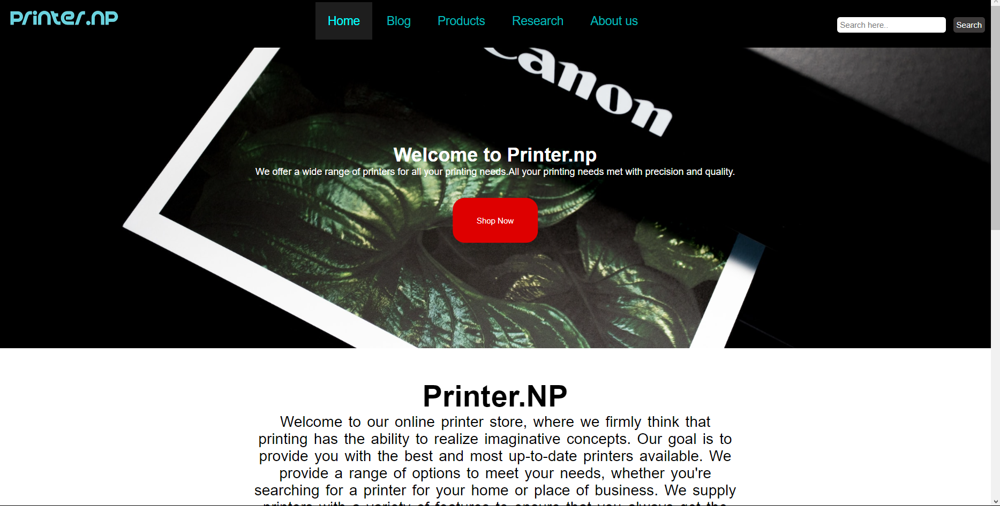 Printer.np
Home Blog Products Research About us
Search here.. Search
Canon
Welcome to Printer.np
We offer a wide range of printers for all your printing needs.All your printing needs met with precision and quality.
Shop Now
Printer.NP
Welcome to our online printer store, where we firmly think that
printing has the ability to realize imaginative concepts. Our goal is to
provide you with the best and most up-to-date printers available. We
provide a range of options to meet your needs, whether you're
searching for a printer for your home or place of business. We supply
printers with a variety of features to ensure that you always get the